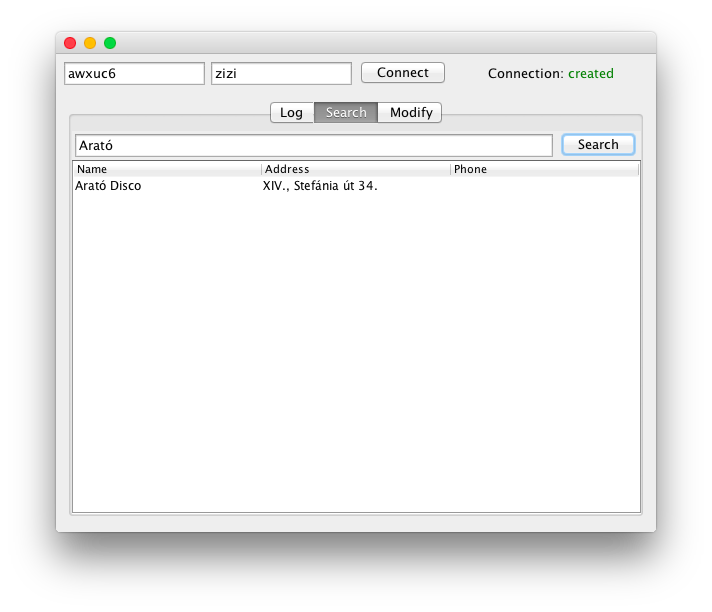 awxuc6 zizi Connect Connection: created
Log Search Modify
Arató Search
Name Address Phone
Arató Disco XIV., Stefánia út 34.